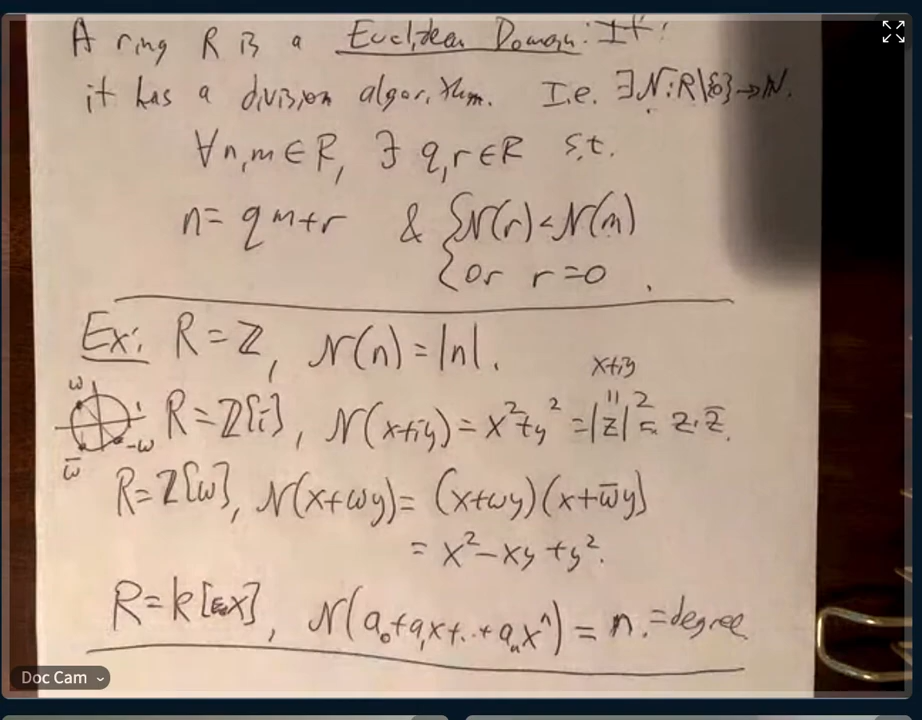 A ring R is a Euclidean Domain: If:
it has a division algorithm. I.e. ∃N:R\{0}→ℕ.
∀n,m∈R, ∃ q,r∈R s.t.
n= qm+r & {N(r)<N(m)
{or r=0.
Ex: R=ℤ, N(n)=|n|.
x+iy
ω 1 -ω ω̄
R=ℤ[i], N(x+iy)=x²+y²=|z|²= z·z̄.
R=ℤ[ω], N(x+ωy)= (x+ωy)(x+ω̄y)
= x²-xy+y².
R=k[x], N(a₀+a₁x+..+aₙxⁿ)= n.=degree
Doc Cam